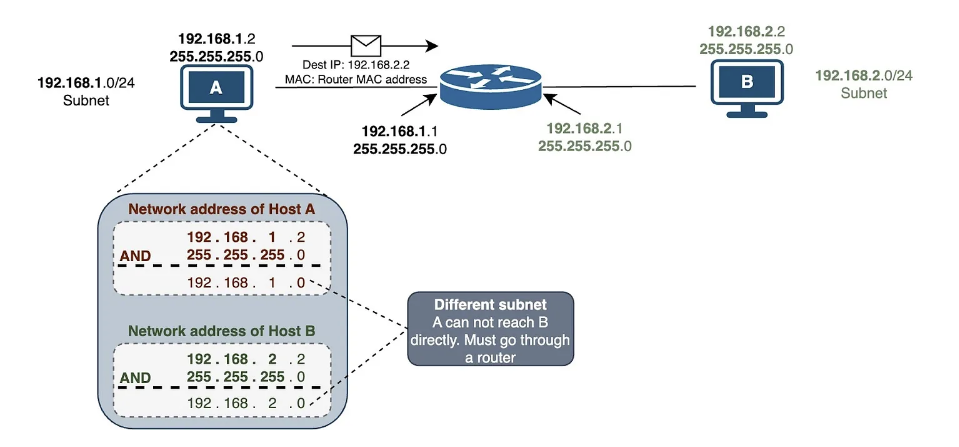 192.168.1.2
255.255.255.0
192.168.1.0/24
Subnet
A
Dest IP: 192.168.2.2
MAC: Router MAC address
192.168.1.1
255.255.255.0
192.168.2.1
255.255.255.0
192.168.2.2
255.255.255.0
B
192.168.2.0/24
Subnet
Network address of Host A
192 . 168 . 1 . 2
AND 255 . 255 . 255 . 0
192 . 168 . 1 . 0
Network address of Host B
192 . 168 . 2 . 2
AND 255 . 255 . 255 . 0
192 . 168 . 2 . 0
Different subnet
A can not reach B
directly. Must go through
a router